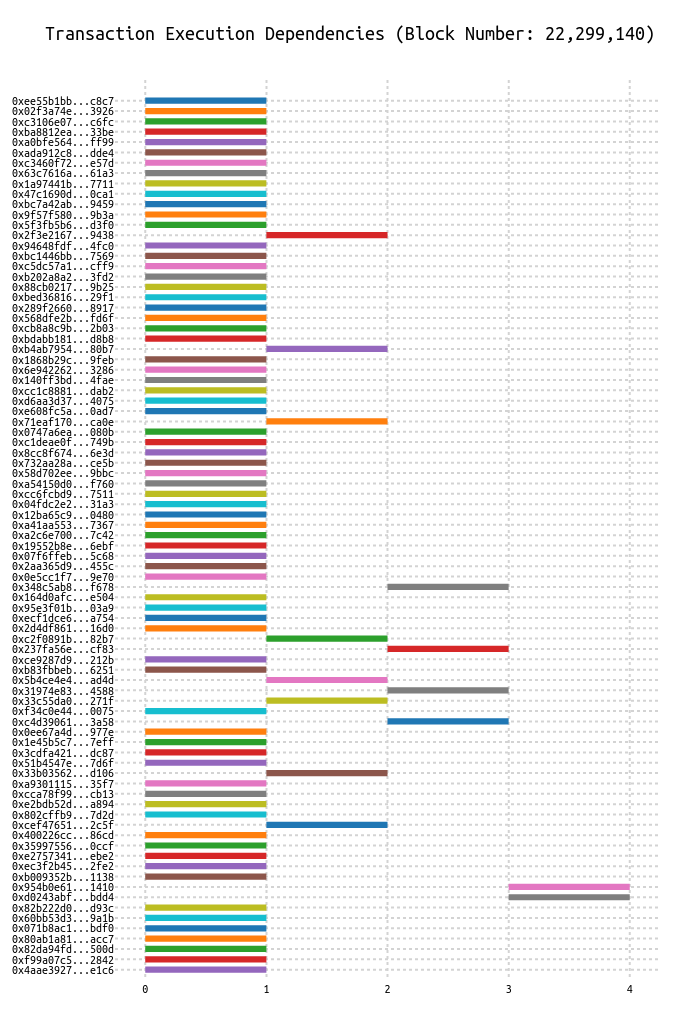 Transaction Execution Dependencies (Block Number: 22,299,140)
0xee55b1bb...c8c7
0x02f3a74e...3926
0xc3106e07...c6fc
0xba8812ea...33be
0xa0bfe564...ff99
0xada912c8...dde4
0xc3460f72...e57d
0x63c7616a...61a3
0x1a97441b...7711
0x47c1690d...0ca1
0xbc7a42ab...9459
0x9f57f580...9b3a
0x5f3fb5b6...d3f0
0x2f3e2167...9438
0x94648fdf...4fc0
0xbc1446bb...7569
0xc5dc57a1...cff9
0xb202a8a2...3fd2
0x88cb0217...9b25
0xbed36816...29f1
0x289f2660...8917
0x568dfe2b...fd6f
0xcb8a8c9b...2b03
0xbdabb181...d8b8
0xb4ab7954...80b7
0x1868b29c...9feb
0x6e942262...3286
0x140ff3bd...4fae
0xcc1c8881...dab2
0xd6aa3d37...4075
0xe608fc5a...0ad7
0x71eaf170...ca0e
0x0747a6ea...080b
0xc1deae0f...749b
0x8cc8f674...6e3d
0x732aa28a...ce5b
0x58d702ee...9bbc
0xa54150d0...f760
0xcc6fcbd9...7511
0x04fdc2e2...31a3
0x12ba65c9...0480
0xa41aa553...7367
0xa2c6e700...7c42
0x19552b8e...6ebf
0x07f6ffeb...5c68
0x2aa365d9...455c
0x0e5cc1f7...9e70
0x348c5ab8...f678
0x164d0afc...e504
0x95e3f01b...03a9
0xecf1dce6...a754
0x2d4df861...16d0
0xc2f0891b...82b7
0x237fa56e...cf83
0xce9287d9...212b
0xb83fbbeb...6251
0x5b4ce4e4...ad4d
0x31974e83...4588
0x33c55da0...271f
0xf34c0e44...0075
0xc4d39061...3a58
0x0ee67a4d...977e
0x1e45b5c7...7eff
0x3cdfa421...dc87
0x51b4547e...7d6f
0x33b03562...d106
0xa9301115...35f7
0xcca78f99...cb13
0xe2bdb52d...a894
0x802cffb9...7d2d
0xcef47651...2c5f
0x400226cc...86cd
0x35997556...0ccf
0xe2757341...ebe2
0xec3f2b45...2fe2
0xb009352b...1138
0x954b0e61...1410
0xd0243abf...bdd4
0x82b222d0...d93c
0x60bb53d3...9a1b
0x071b8ac1...bdf0
0x80ab1a81...acc7
0x82da94fd...500d
0xf99a07c5...2842
0x4aae3927...e1c6
0 1 2 3 4